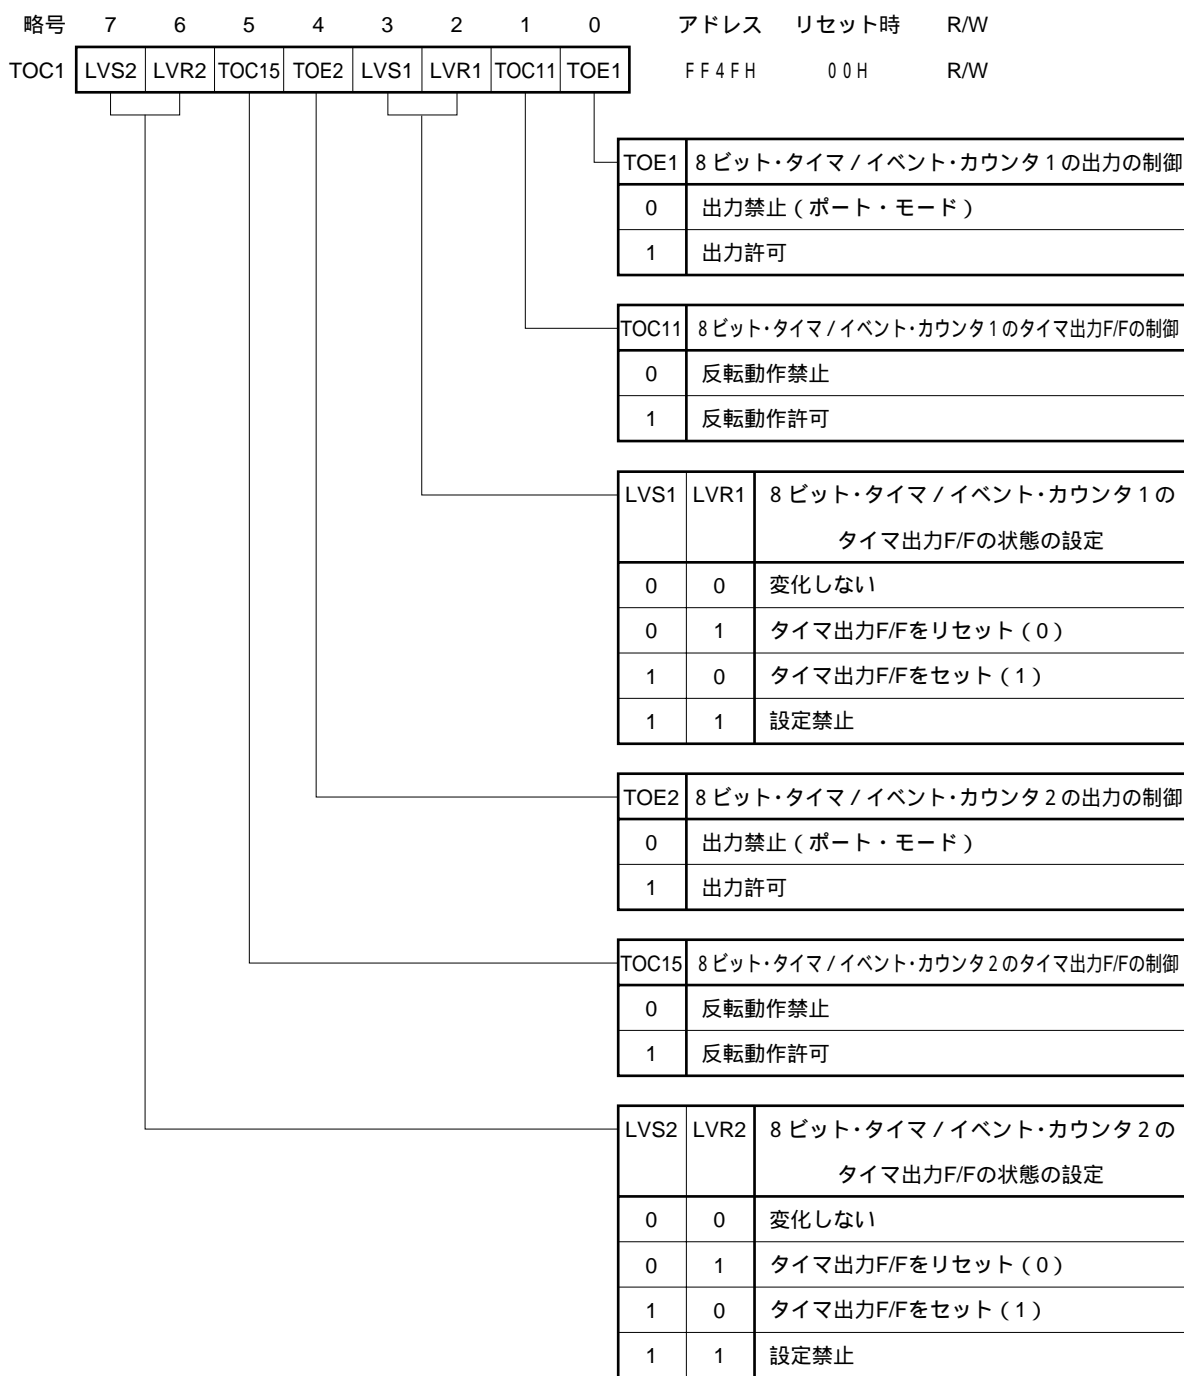 略号 7 6 5 4 3 2 1 0 アドレス リセット時 R/W
TOC1 LVS2 LVR2 TOC15 TOE2 LVS1 LVR1 TOC11 TOE1 FF4FH 00H R/W
TOE1 8ビット・タイマ/イベント・カウンタ1の出力の制御
0 出力禁止(ポート・モード)
1 出力許可
TOC11 8ビット・タイマ/イベント・カウンタ1のタイマ出力F/Fの制御
0 反転動作禁止
1 反転動作許可
LVS1 LVR1 8ビット・タイマ/イベント・カウンタ1の
タイマ出力F/Fの状態の設定
0 0 変化しない
0 1 タイマ出力F/Fをリセット(0)
1 0 タイマ出力F/Fをセット(1)
1 1 設定禁止
TOE2 8ビット・タイマ/イベント・カウンタ2の出力の制御
0 出力禁止(ポート・モード)
1 出力許可
TOC15 8ビット・タイマ/イベント・カウンタ2のタイマ出力F/Fの制御
0 反転動作禁止
1 反転動作許可
LVS2 LVR2 8ビット・タイマ/イベント・カウンタ2の
タイマ出力F/Fの状態の設定
0 0 変化しない
0 1 タイマ出力F/Fをリセット(0)
1 0 タイマ出力F/Fをセット(1)
1 1 設定禁止